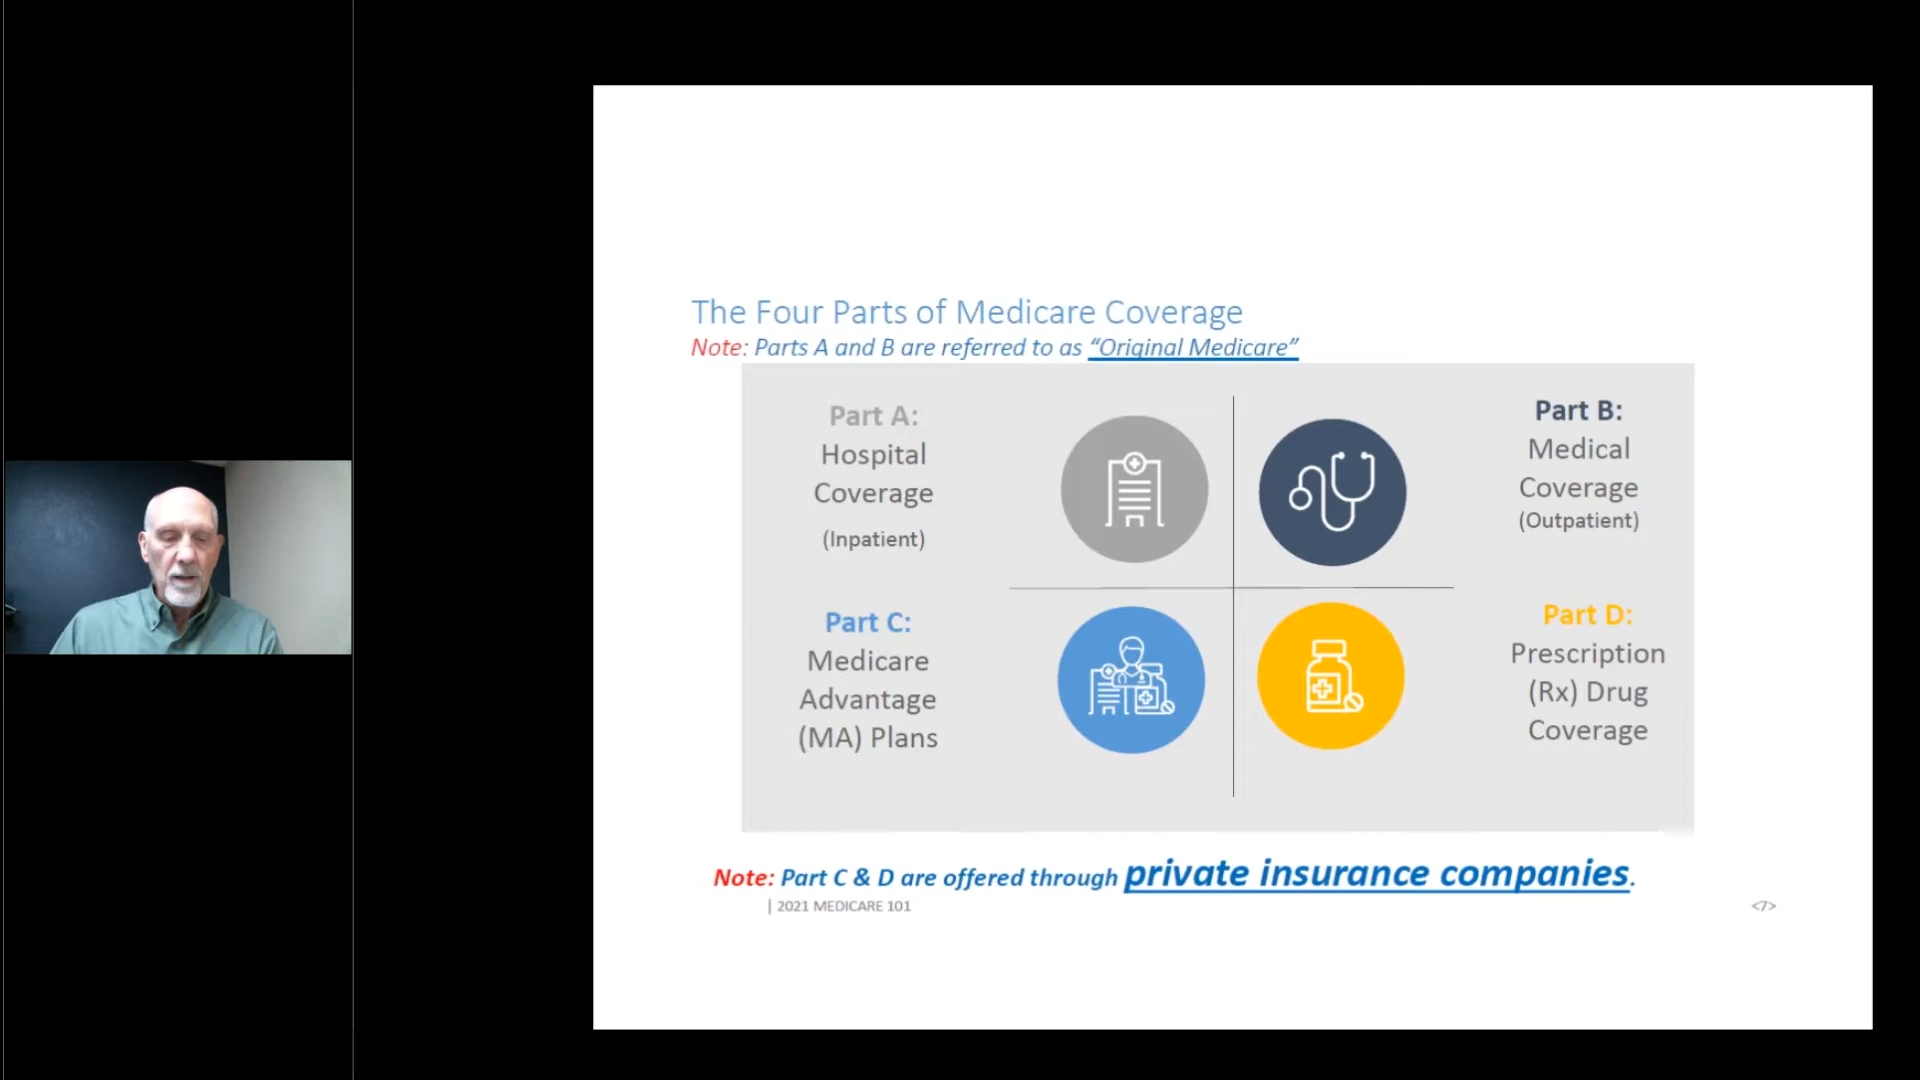 The Four Parts of Medicare Coverage
Note: Parts A and B are referred to as “Original Medicare”
Part A:
Hospital
Coverage
(Inpatient)
Part B:
Medical
Coverage
(Outpatient)
Part C:
Medicare
Advantage
(MA) Plans
Part D:
Prescription
(Rx) Drug
Coverage
Note: Part C & D are offered through private insurance companies.
| 2021 MEDICARE 101
<7>